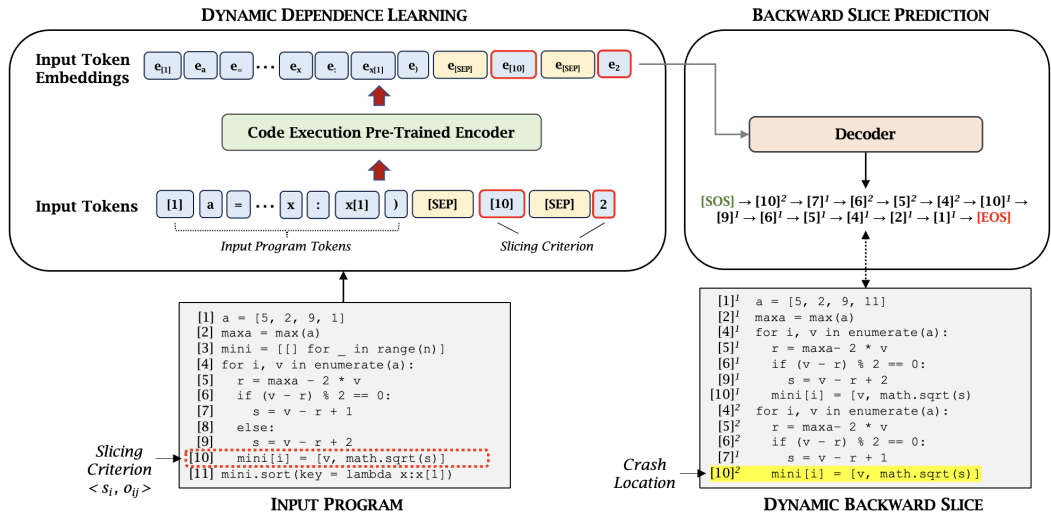 DYNAMIC DEPENDENCE LEARNING
BACKWARD SLICE PREDICTION
Input Token Embeddings
e[1] ea e= ... ex e: ex[1] e) e[SEP] e[10] e[SEP] e2
Code Execution Pre-Trained Encoder
Input Tokens
[1] a = ... x : x[1] ) [SEP] [10] [SEP] 2
Input Program Tokens
Slicing Criterion
Decoder
[SOS] → [10]² → [7]¹ → [6]² → [5]² → [4]² → [10]¹ →
[9]¹ → [6]¹ → [5]¹ → [4]¹ → [2]¹ → [1]¹ → [EOS]
[1] a = [5, 2, 9, 1]
[2] maxa = max(a)
[3] mini = [[] for _ in range(n)]
[4] for i, v in enumerate(a):
[5] r = maxa - 2 * v
[6] if (v - r) % 2 == 0:
[7] s = v - r + 1
[8] else:
[9] s = v - r + 2
[10] mini[i] = [v, math.sqrt(s)]
[11] mini.sort(key = lambda x:x[1])
Slicing
Criterion
< si, oij >
INPUT PROGRAM
[1]¹ a = [5, 2, 9, 11]
[2]¹ maxa = max(a)
[4]¹ for i, v in enumerate(a):
[5]¹ r = maxa- 2 * v
[6]¹ if (v - r) % 2 == 0:
[9]¹ s = v - r + 2
[10]¹ mini[i] = [v, math.sqrt(s)
[4]² for i, v in enumerate(a):
[5]² r = maxa- 2 * v
[6]² if (v - r) % 2 == 0:
[7]¹ s = v - r + 1
[10]² mini[i] = [v, math.sqrt(s)]
Crash
Location
DYNAMIC BACKWARD SLICE